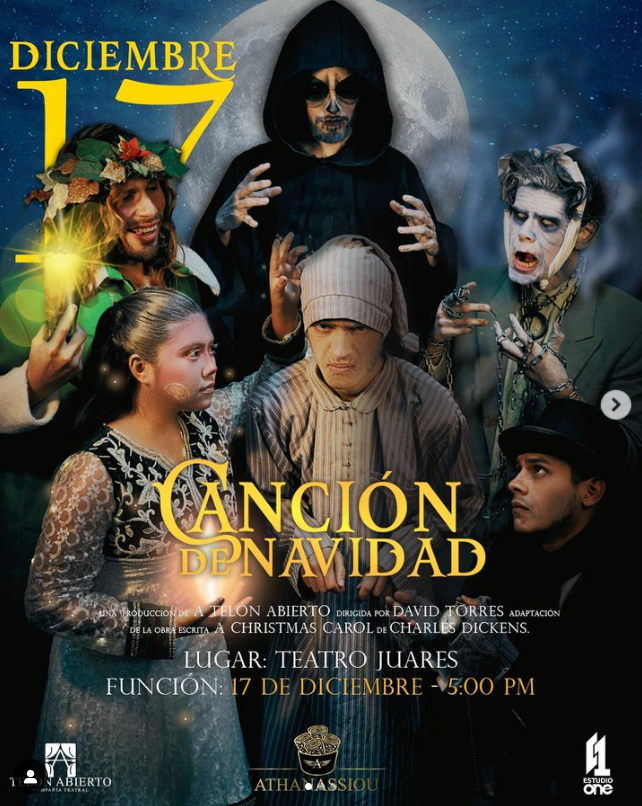 DICIEMBRE
17
CANCIÓN
DE NAVIDAD
UNA PRODUCCIÓN DE A TELÓN ABIERTO DIRIGIDA POR DAVID TORRES ADAPTACIÓN
DE LA OBRA ESCRITA A CHRISTMAS CAROL DE CHARLES DICKENS.
LUGAR: TEATRO JUARES
FUNCIÓN: 17 DE DICIEMBRE - 5:00 PM
ABIERTO
COMPAÑÍA TEATRAL
A
ATHANASSIOU
ESTUDIO
one